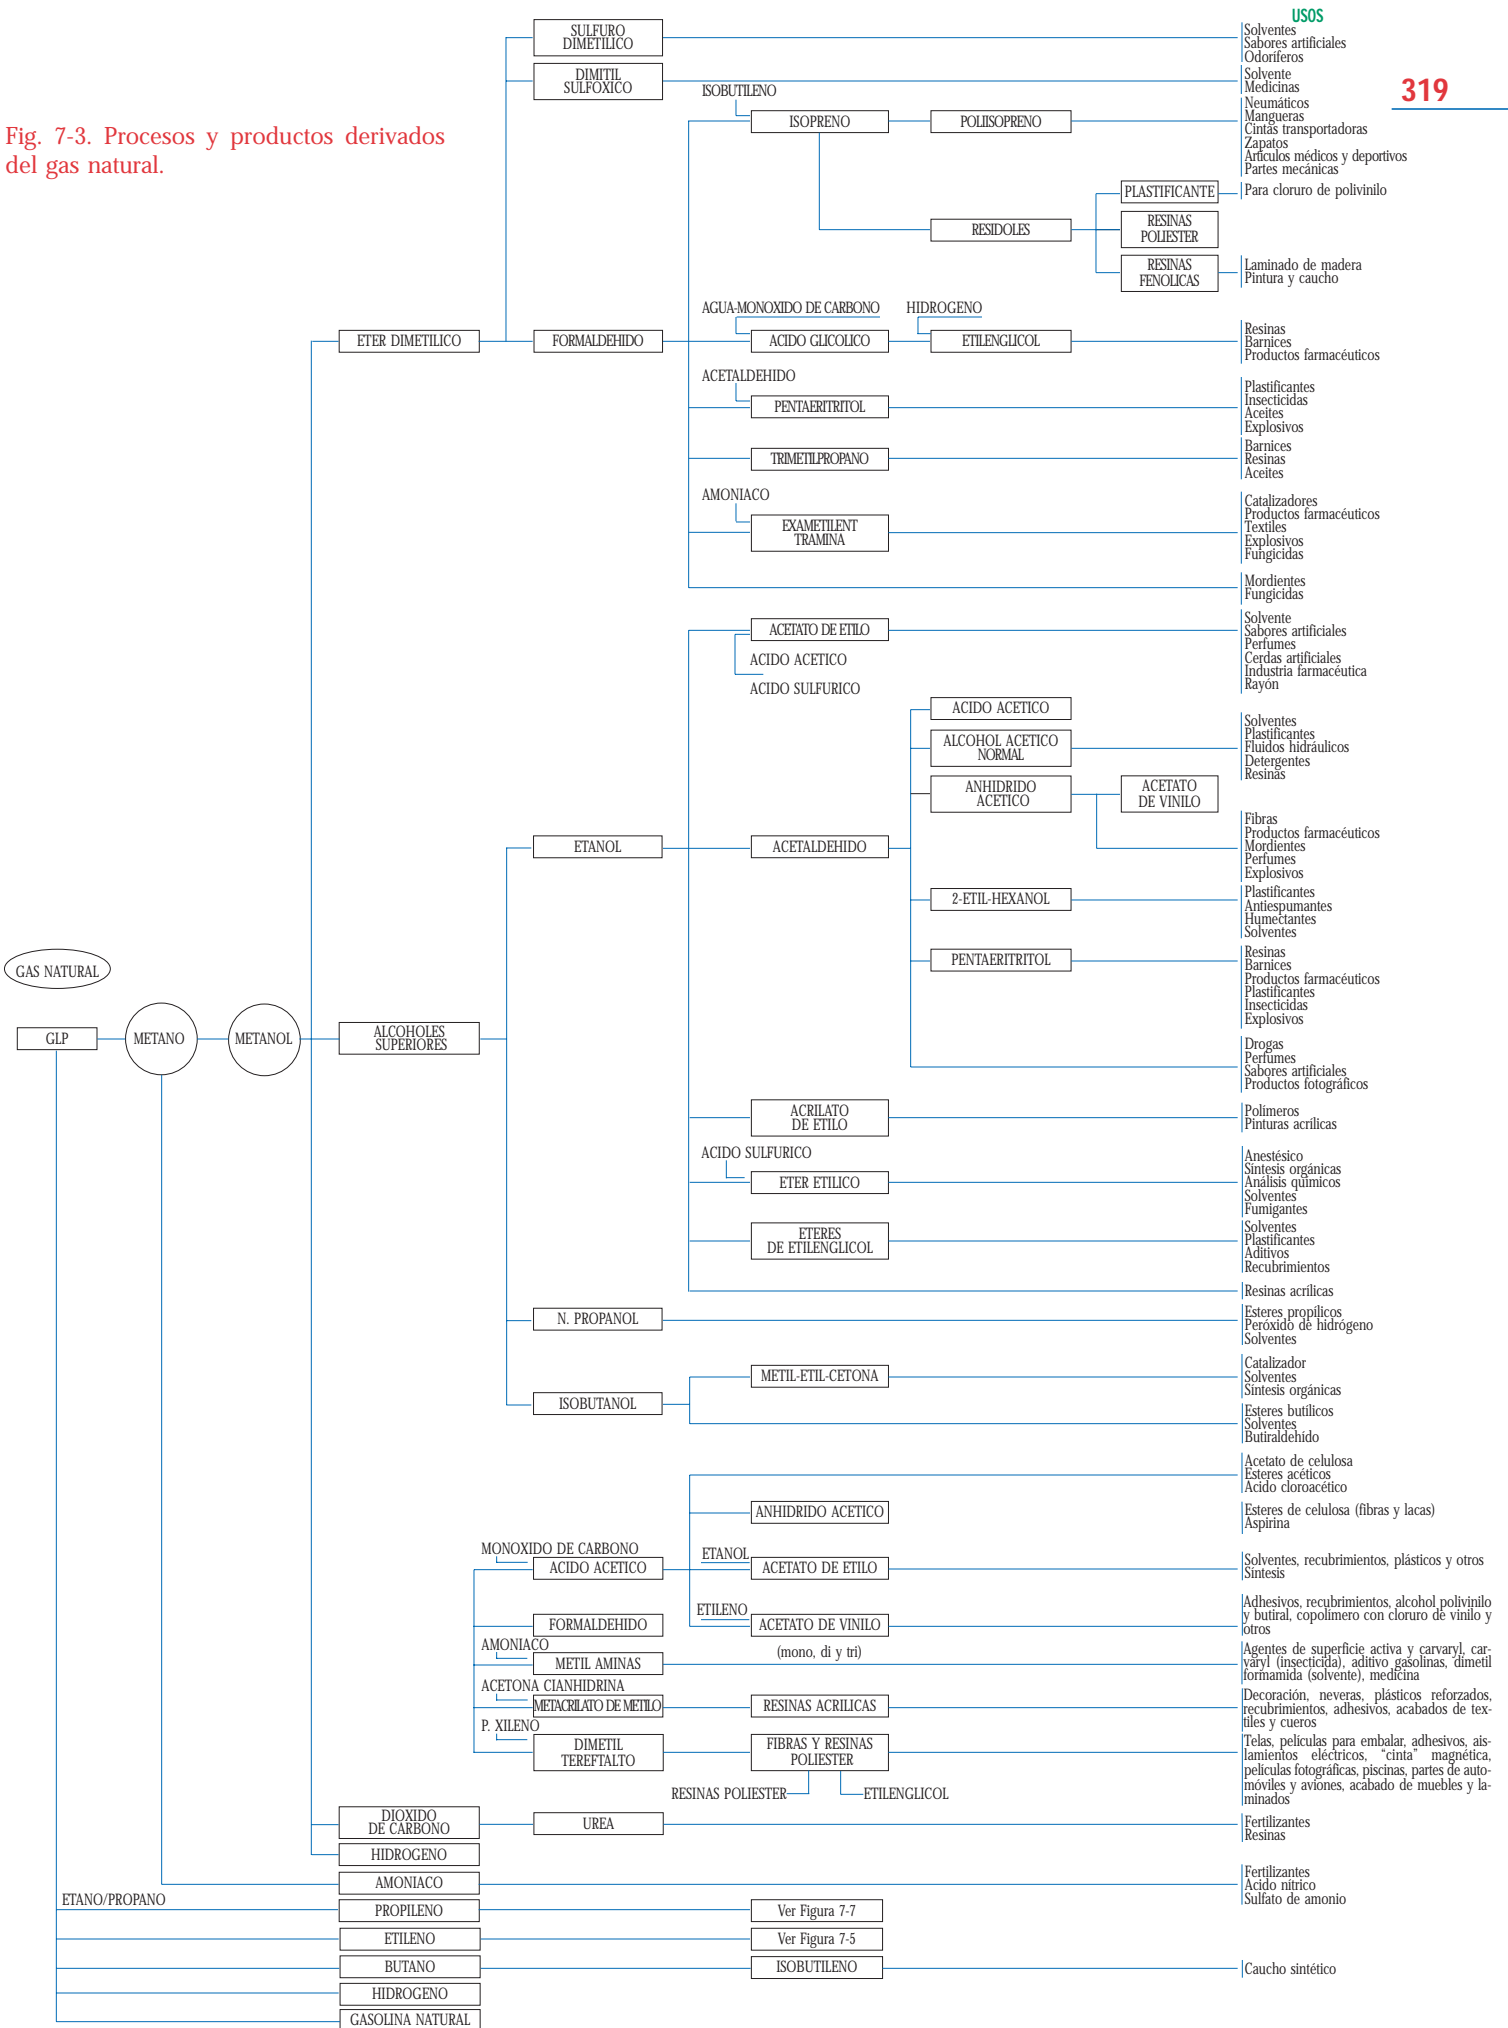 USOS
319
Fig. 7-3. Procesos y productos derivados
del gas natural.
SULFURO
DIMETILICO
Solventes
Sabores artificiales
Odoríferos
DIMITIL
SULFOXICO
Solvente
Medicinas
ISOBUTILENO
ISOPRENO
POLIISOPRENO
Neumáticos
Mangueras
Cintas transportadoras
Zapatos
Artículos médicos y deportivos
Partes mecánicas
PLASTIFICANTE
Para cloruro de polivinilo
RESIDOLES
RESINAS
POLIESTER
RESINAS
FENOLICAS
Laminado de madera
Pintura y caucho
ETER DIMETILICO
FORMALDEHIDO
AGUA-MONOXIDO DE CARBONO
ACIDO GLICOLICO
HIDROGENO
ETILENGLICOL
Resinas
Barnices
Productos farmacéuticos
ACETALDEHIDO
PENTAERITRITOL
Plastificantes
Insecticidas
Aceites
Explosivos
TRIMETILPROPANO
Barnices
Resinas
Aceites
AMONIACO
EXAMETILENT
TRAMINA
Catalizadores
Productos farmacéuticos
Textiles
Explosivos
Fungicidas
Mordientes
Fungicidas
ACETATO DE ETILO
ACIDO ACETICO
ACIDO SULFURICO
Solvente
Sabores artificiales
Perfumes
Cerdas artificiales
Industria farmacéutica
Rayón
ACIDO ACETICO
ALCOHOL ACETICO
NORMAL
Solventes
Plastificantes
Fluidos hidráulicos
Detergentes
Resinas
ANHIDRIDO
ACETICO
ACETATO
DE VINILO
ETANOL
ACETALDEHIDO
Fibras
Productos farmacéuticos
Mordientes
Perfumes
Explosivos
2-ETIL-HEXANOL
Plastificantes
Antiespumantes
Humectantes
Solventes
PENTAERITRITOL
Resinas
Barnices
Productos farmacéuticos
Plastificantes
Insecticidas
Explosivos
GAS NATURAL
GLP
METANO
METANOL
ALCOHOLES
SUPERIORES
Drogas
Perfumes
Sabores artificiales
Productos fotográficos
ACRILATO
DE ETILO
Polímeros
Pinturas acrílicas
ACIDO SULFURICO
ETER ETILICO
Anestésico
Síntesis orgánicas
Análisis químicos
Solventes
Fumigantes
ETERES
DE ETILENGLICOL
Solventes
Plastificantes
Aditivos
Recubrimientos
Resinas acrílicas
N. PROPANOL
Esteres propílicos
Peróxido de hidrógeno
Solventes
ISOBUTANOL
METIL-ETIL-CETONA
Catalizador
Solventes
Síntesis orgánicas
Esteres butílicos
Solventes
Butiraldehído
Acetato de celulosa
Esteres acéticos
Acido cloroacético
ANHIDRIDO ACETICO
Esteres de celulosa (fibras y lacas)
Aspirina
MONOXIDO DE CARBONO
ACIDO ACETICO
ETANOL
ACETATO DE ETILO
Solventes, recubrimientos, plásticos y otros
Síntesis
FORMALDEHIDO
ETILENO
ACETATO DE VINILO
Adhesivos, recubrimientos, alcohol polivinilo
y butiral, copolímero con cloruro de vinilo y
otros
AMONIACO
METIL AMINAS
(mono, di y tri)
Agentes de superficie activa y carvaryl, car-
varyl (insecticida), aditivo gasolinas, dimetil
formamida (solvente), medicina
ACETONA CIANHIDRINA
METACRILATO DE METILO
RESINAS ACRILICAS
Decoración, neveras, plásticos reforzados,
recubrimientos, adhesivos, acabados de tex-
tiles y cueros
P. XILENO
DIMETIL
TEREFTALTO
FIBRAS Y RESINAS
POLIESTER
RESINAS POLIESTER
ETILENGLICOL
Telas, películas para embalar, adhesivos, ais-
lamientos eléctricos, “cinta” magnética,
películas fotográficas, piscinas, partes de auto-
móviles y aviones, acabado de muebles y la-
minados
DIOXIDO
DE CARBONO
UREA
Fertilizantes
Resinas
HIDROGENO
AMONIACO
Fertilizantes
Acido nítrico
Sulfato de amonio
ETANO/PROPANO
PROPILENO
Ver Figura 7-7
ETILENO
Ver Figura 7-5
BUTANO
ISOBUTILENO
Caucho sintético
HIDROGENO
GASOLINA NATURAL